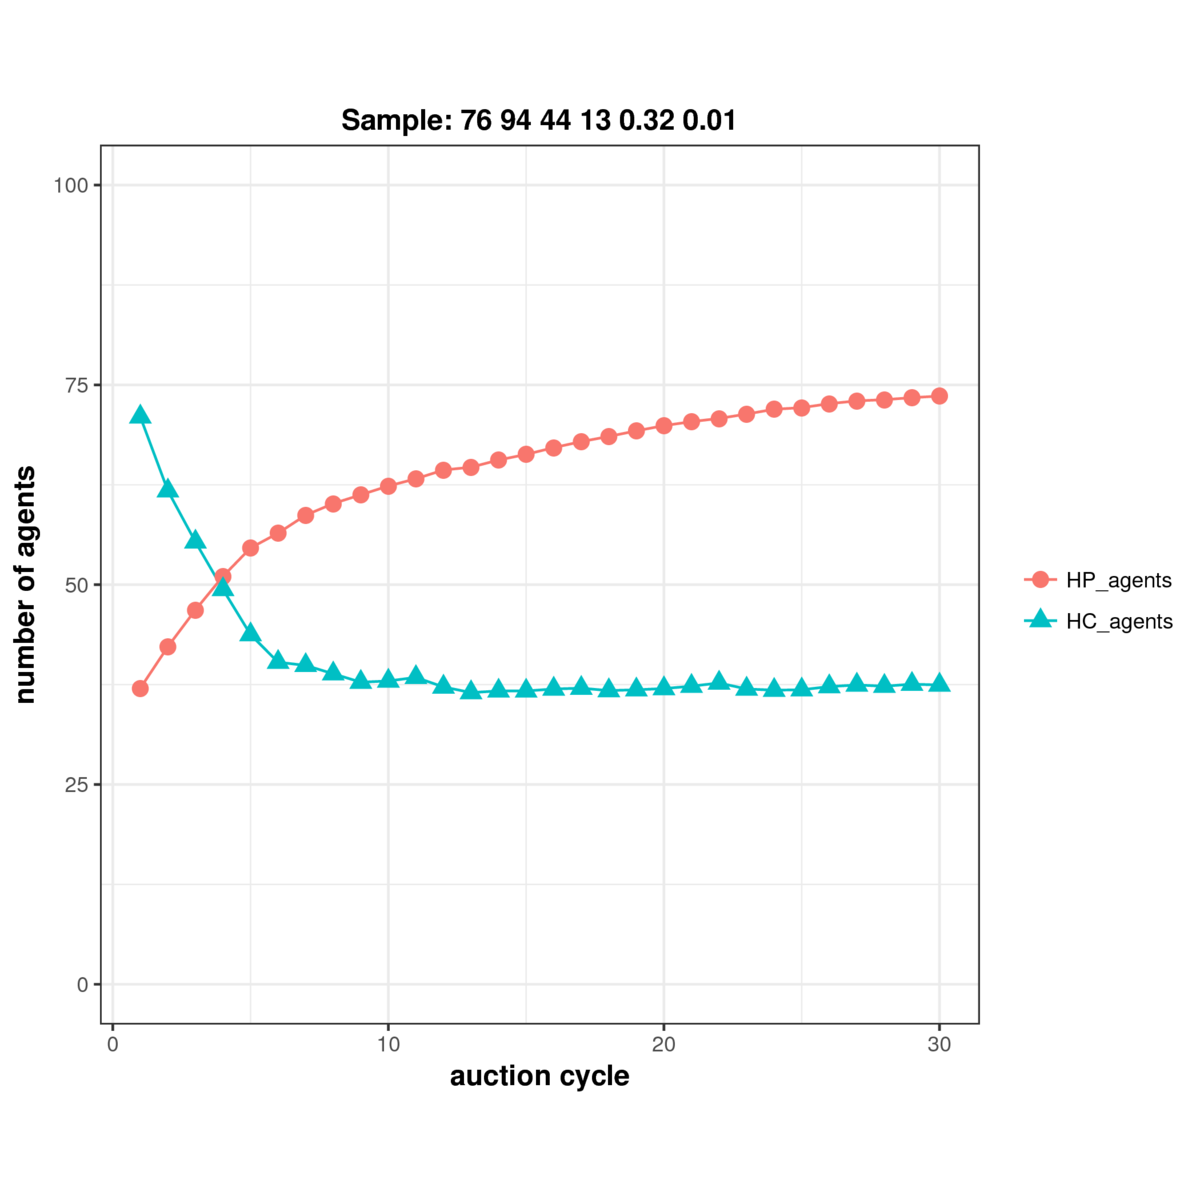 Sample: 76 94 44 13 0.32 0.01
100
75
50
25
0
number of agents
0 10 20 30
auction cycle
HP_agents
HC_agents